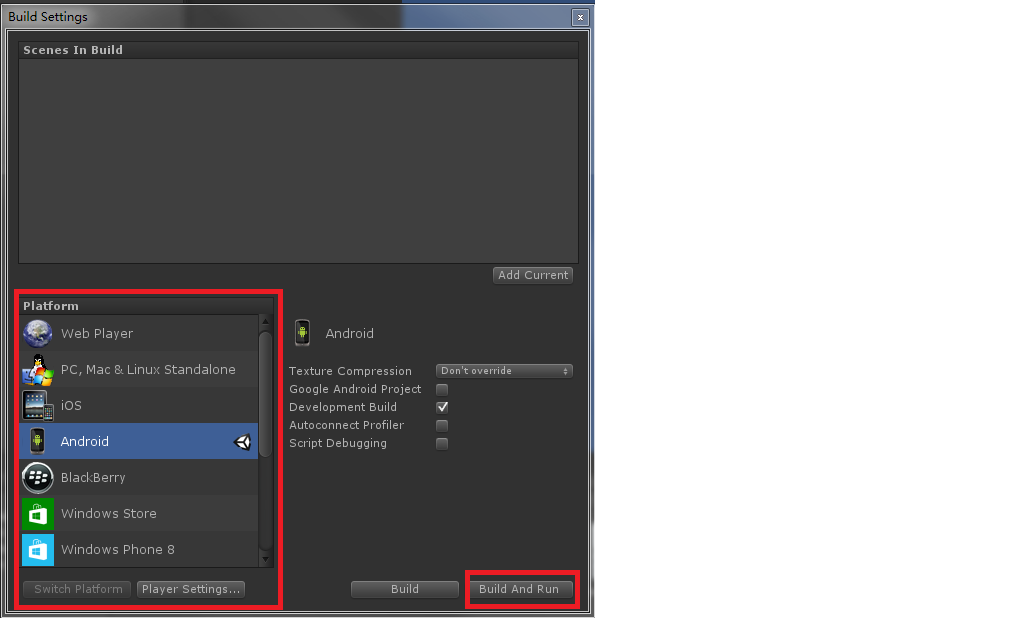 Build Settings
Scenes In Build
Add Current
Platform
Web Player
PC, Mac & Linux Standalone
iOS
Android
BlackBerry
Windows Store
Windows Phone 8
Switch Platform
Player Settings...
Android
Texture Compression
Don't override
Google Android Project
Development Build
Autoconnect Profiler
Script Debugging
Build
Build And Run